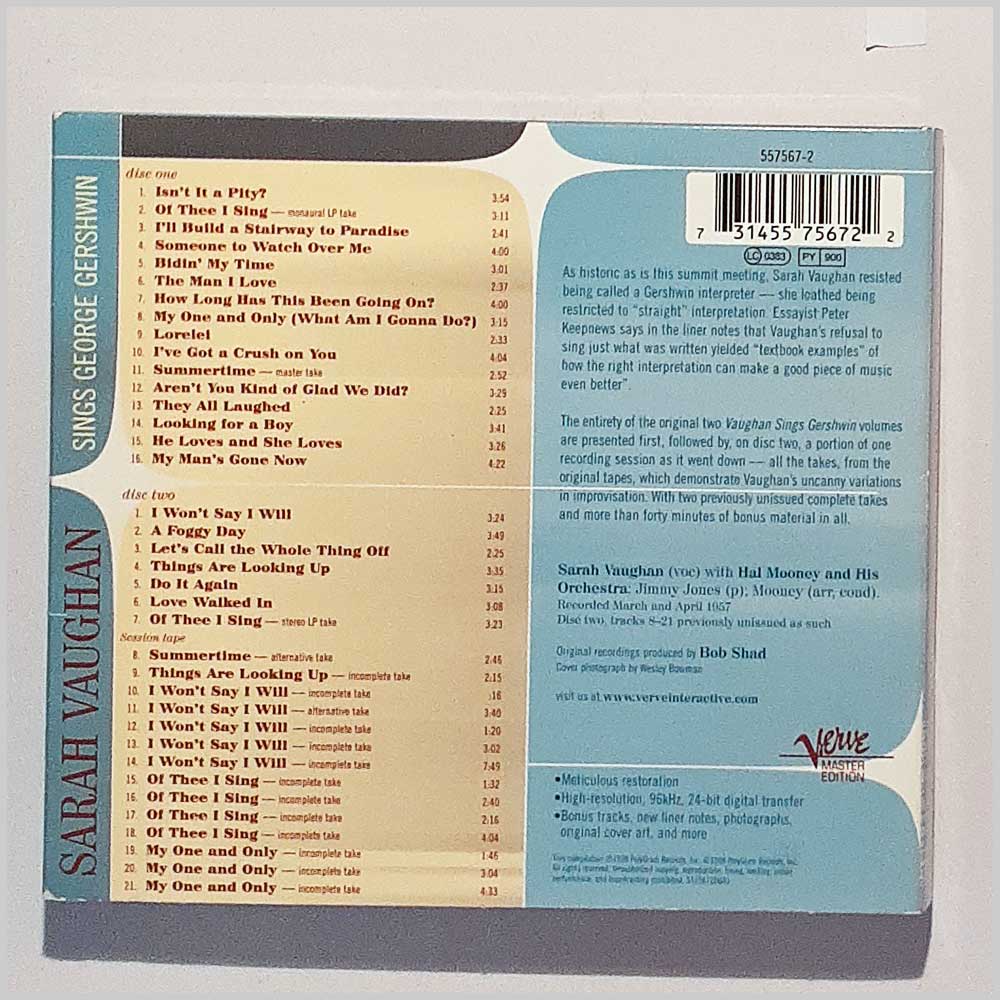 SARAH VAUGHAN SINGS GEORGE GERSHWIN
disc one
1. Isn't It a Pity? 3:54
2. Of Thee I Sing — monaural LP take 3:11
3. I'll Build a Stairway to Paradise 2:41
4. Someone to Watch Over Me 4:00
5. Bidin' My Time 3:01
6. The Man I Love 2:37
7. How Long Has This Been Going On? 4:00
8. My One and Only (What Am I Gonna Do?) 3:15
9. Lorelei 2:33
10. I've Got a Crush on You 4:04
11. Summertime — master take 2:52
12. Aren't You Kind of Glad We Did? 3:29
13. They All Laughed 2:25
14. Looking for a Boy 3:41
15. He Loves and She Loves 3:26
16. My Man's Gone Now 4:22
disc two
1. I Won't Say I Will 3:24
2. A Foggy Day 3:49
3. Let's Call the Whole Thing Off 2:25
4. Things Are Looking Up 3:35
5. Do It Again 3:15
6. Love Walked In 3:08
7. Of Thee I Sing — stereo LP take 3:23
Session tape
8. Summertime — alternative take 2:46
9. Things Are Looking Up — incomplete take 2:15
10. I Won't Say I Will — incomplete take :16
11. I Won't Say I Will — alternative take 3:40
12. I Won't Say I Will — incomplete take 1:20
13. I Won't Say I Will — incomplete take 3:02
14. I Won't Say I Will — incomplete take 7:49
15. Of Thee I Sing — incomplete take 1:32
16. Of Thee I Sing — incomplete take 2:40
17. Of Thee I Sing — incomplete take 2:16
18. Of Thee I Sing — incomplete take 4:04
19. My One and Only — incomplete take 1:46
20. My One and Only — incomplete take 3:04
21. My One and Only — incomplete take 4:33
557567-2
7 31455 75672 2
LC 0383 PY 900
As historic as is this summit meeting, Sarah Vaughan resisted
being called a Gershwin interpreter — she loathed being
restricted to "straight" interpretation. Essayist Peter
Keepnews says in the liner notes that Vaughan's refusal to
sing just what was written yielded "textbook examples" of
how the right interpretation can make a good piece of music
even better".
The entirety of the original two Vaughan Sings Gershwin volumes
are presented first, followed by, on disc two, a portion of one
recording session as it went down — all the takes, from the
original tapes, which demonstrate Vaughan's uncanny variations
in improvisation. With two previously unissued complete takes
and more than forty minutes of bonus material in all.
Sarah Vaughan (voc) with Hal Mooney and His
Orchestra: Jimmy Jones (p); Mooney (arr, cond).
Recorded March and April 1957
Disc two, tracks 8–21 previously unissued as such
Original recordings produced by Bob Shad
Cover photograph by Wesley Bowman
visit us at www.verveinteractive.com
Verve
MASTER
EDITION
•Meticulous restoration
•High-resolution, 96kHz, 24-bit digital transfer
•Bonus tracks, new liner notes, photographs,
original cover art, and more